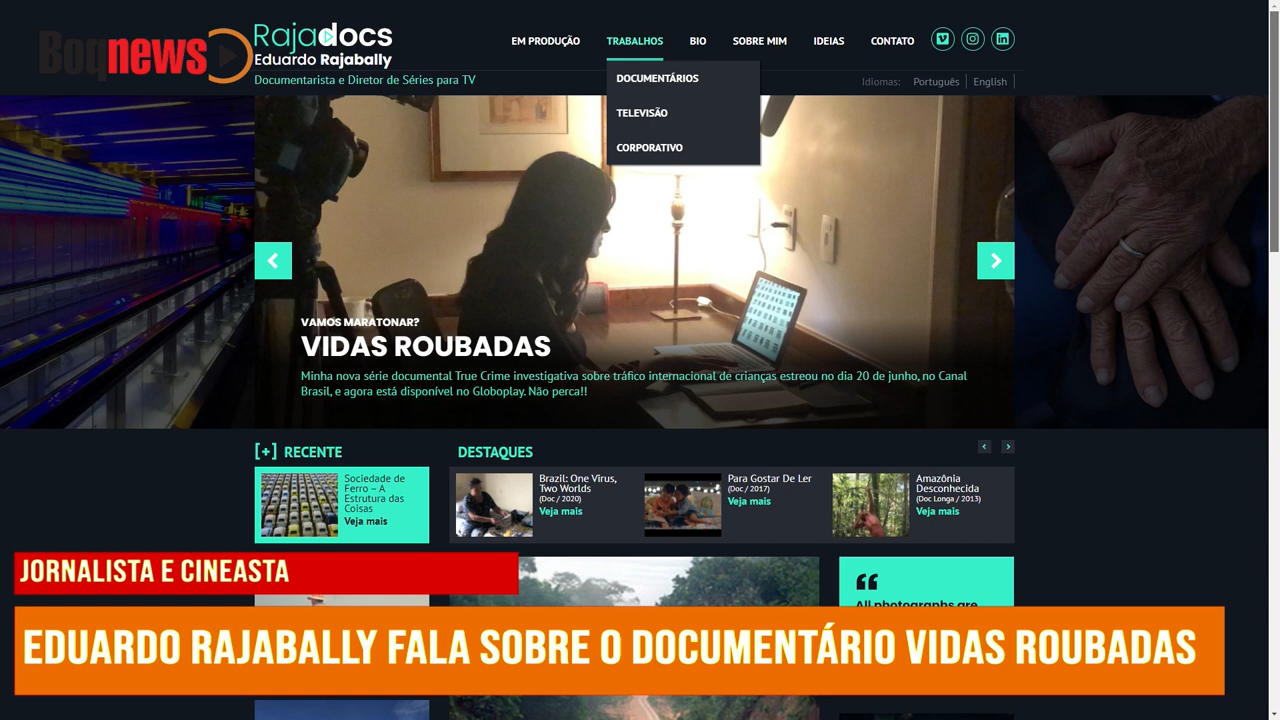 Boqnews
Rajadocs
Eduardo Rajabally
Documentarista e Diretor de Séries para TV
EM PRODUÇÃO
TRABALHOS
BIO
SOBRE MIM
IDEIAS
CONTATO
DOCUMENTÁRIOS
TELEVISÃO
CORPORATIVO
Idiomas:
Português
English
VAMOS MARATONAR?
VIDAS ROUBADAS
Minha nova série documental True Crime investigativa sobre tráfico internacional de crianças estreou no dia 20 de junho, no Canal
Brasil, e agora está disponível no Globoplay. Não perca!!
[+] RECENTE
Sociedade de
Ferro – A
Estrutura das
Coisas
Veja mais
DESTAQUES
Brazil: One Virus,
Two Worlds
(Doc / 2020)
Veja mais
Para Gostar De Ler
(Doc / 2017)
Veja mais
Amazônia
Desconhecida
(Doc Longa / 2013)
Veja mais
“
All photographs are
JORNALISTA E CINEASTA
EDUARDO RAJABALLY FALA SOBRE O DOCUMENTÁRIO VIDAS ROUBADAS